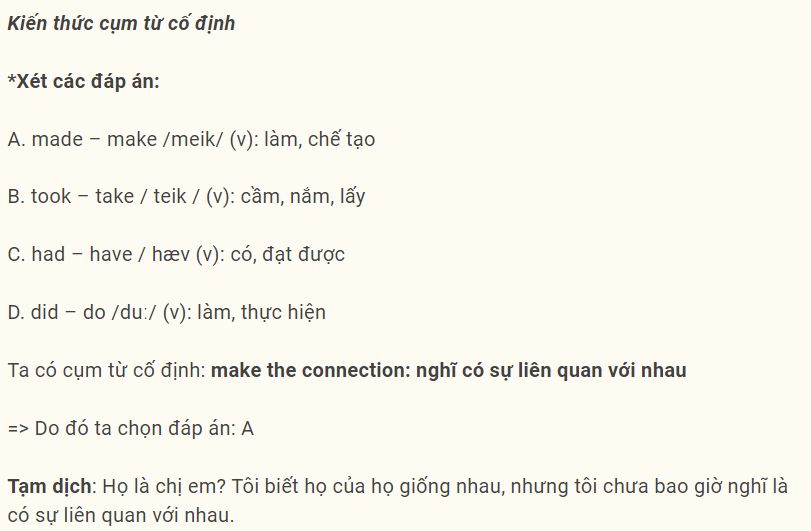 Kiến thức cụm từ cố định
*Xét các đáp án:
A. made – make /meik/ (v): làm, chế tạo
B. took – take / teik / (v): cầm, nắm, lấy
C. had – have / hæv (v): có, đạt được
D. did – do /duː/ (v): làm, thực hiện
Ta có cụm từ cố định: make the connection: nghĩ có sự liên quan với nhau
=> Do đó ta chọn đáp án: A
Tạm dịch: Họ là chị em? Tôi biết họ của họ giống nhau, nhưng tôi chưa bao giờ nghĩ là
có sự liên quan với nhau.